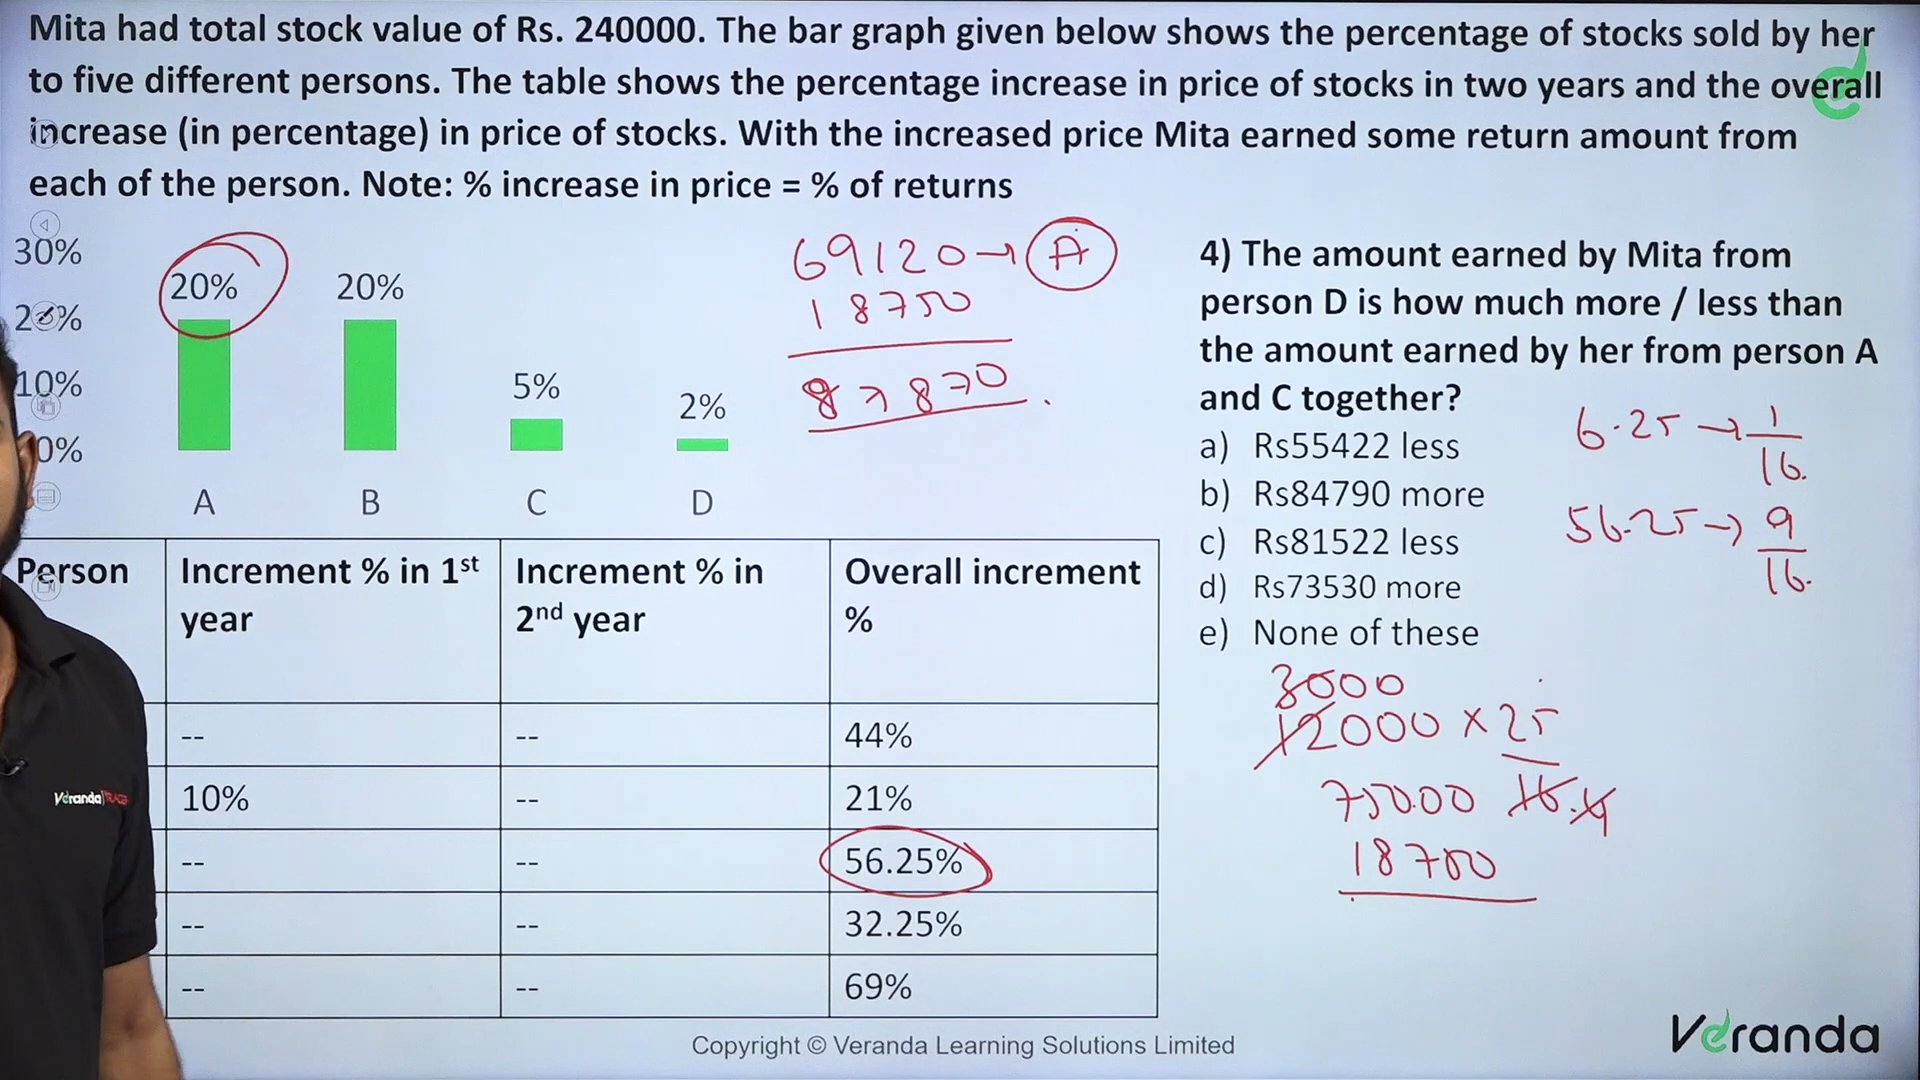 Mita had total stock value of Rs. 240000. The bar graph given below shows the percentage of stocks sold by her
to five different persons. The table shows the percentage increase in price of stocks in two years and the overall
increase (in percentage) in price of stocks. With the increased price Mita earned some return amount from
each of the person. Note: % increase in price = % of returns
30%
20%
10%
0%
20%
20%
5%
2%
A B C D
69120 → A
18750
87870
4) The amount earned by Mita from
person D is how much more / less than
the amount earned by her from person A
and C together?
a) Rs55422 less
b) Rs84790 more
c) Rs81522 less
d) Rs73530 more
e) None of these
6.25 → 1/16
56.25 → 9/16
3000
12000 × 25
75000 16.4
18750
Person Increment % in 1st Increment % in Overall increment
year 2nd year %
-- -- 44%
10% -- 21%
-- -- 56.25%
-- -- 32.25%
-- -- 69%
Veranda RACE
Copyright © Veranda Learning Solutions Limited
Veranda